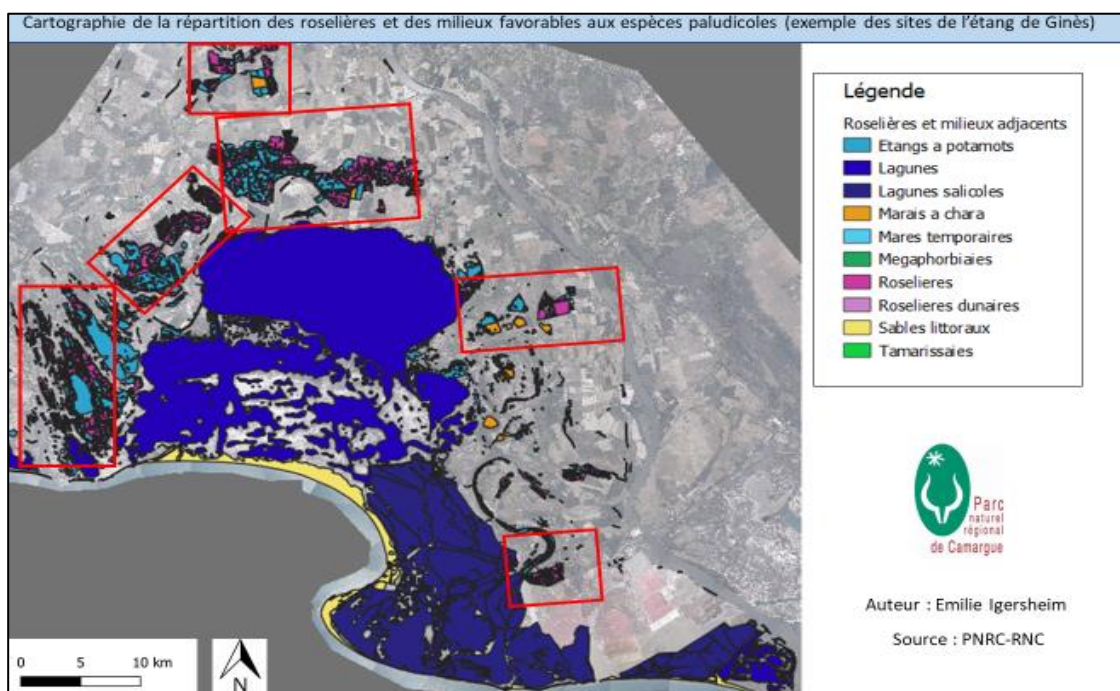 Cartographie de la répartition des roselières et des milieux favorables aux espèces paludicoles (exemple des sites de l'étang de Ginès)
Légende
Roselières et milieux adjacents
Etangs a potamots
Lagunes
Lagunes salicoles
Marais a chara
Mares temporaires
Megaphorbiaies
Roselieres
Roselieres dunaires
Sables littoraux
Tamarissaies
Parc
naturel
régional
de Camargue
Auteur : Emilie Igersheim
Source : PNRC-RNC
0 5 10 km
N